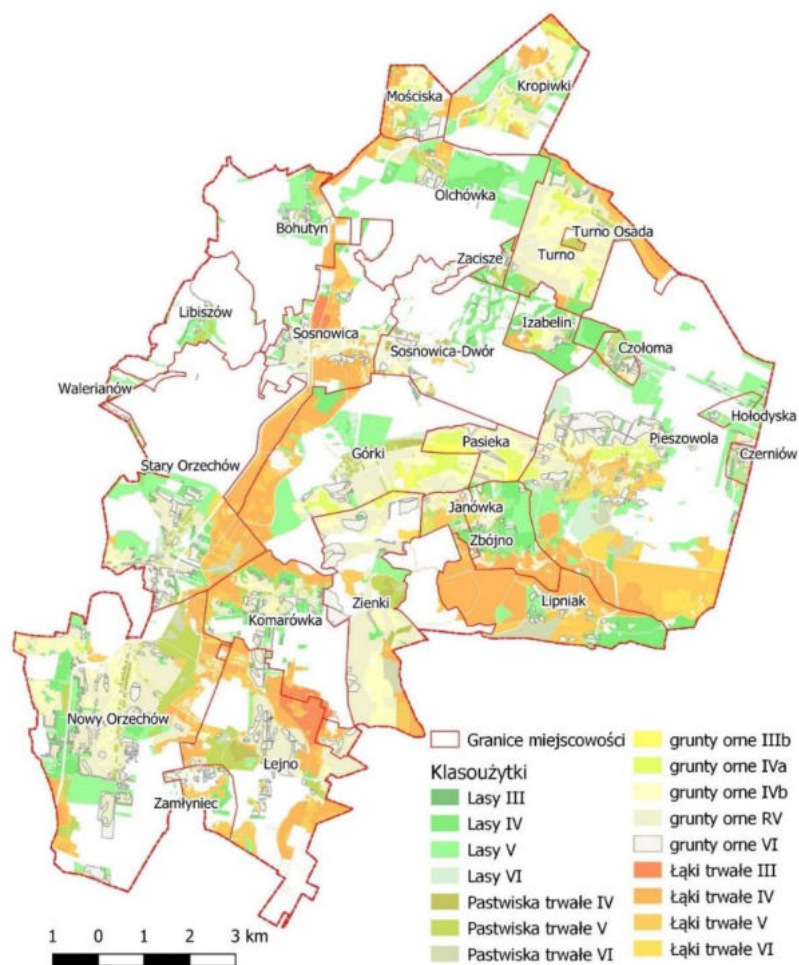 Mościska
Kropiwki
Olchówka
Bohutyn
Turno Osada
Zacisze
Turno
Libiszów
Izabelin
Sosnowica
Sosnowica-Dwór
Czołoma
Walerianów
Hołodyska
Pasieka
Pieszowola
Górki
Czerniów
Stary Orzechów
Janówka
Zbójno
Zienki
Lipniak
Komarówka
Nowy Orzechów
Lejno
Zamłyniec
Granice miejscowości
Klasoużytki
Lasy III
Lasy IV
Lasy V
Lasy VI
Pastwiska trwałe IV
Pastwiska trwałe V
Pastwiska trwałe VI
grunty orne IIIb
grunty orne IVa
grunty orne IVb
grunty orne RV
grunty orne VI
Łąki trwałe III
Łąki trwałe IV
Łąki trwałe V
Łąki trwałe VI
1 0 1 2 3 km